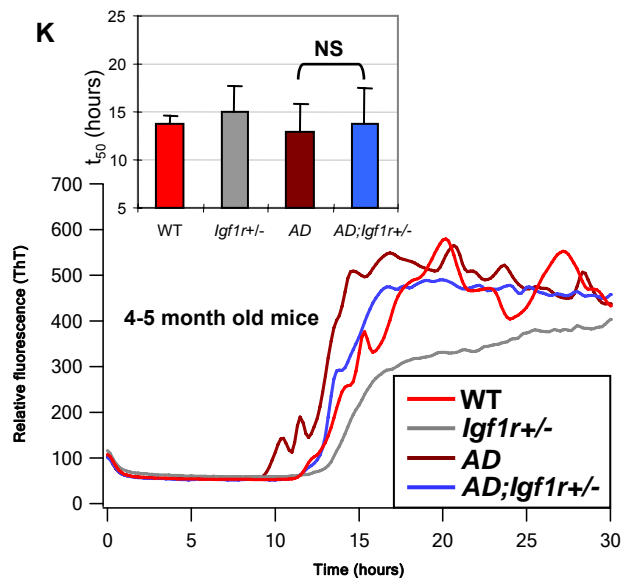 K
NS
t50 (hours)
25
20
15
10
5
WT
Igf1r+/-
AD
AD;Igf1r+/-
Relative fluorescence (ThT)
700
600
500
400
300
200
100
0
4-5 month old mice
WT
Igf1r+/-
AD
AD;Igf1r+/-
0
5
10
15
20
25
30
Time (hours)